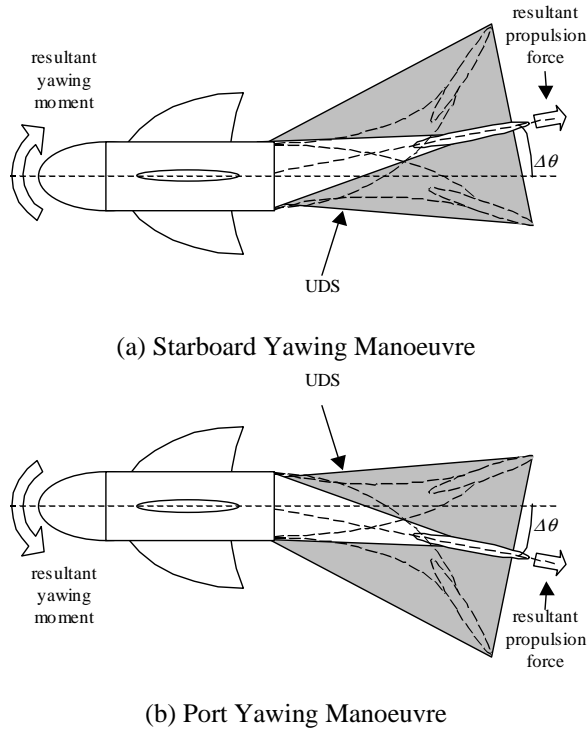 resultant
yawing
moment
resultant
propulsion
force
Δθ
UDS
(a) Starboard Yawing Manoeuvre
UDS
Δθ
resultant
yawing
moment
resultant
propulsion
force
(b) Port Yawing Manoeuvre